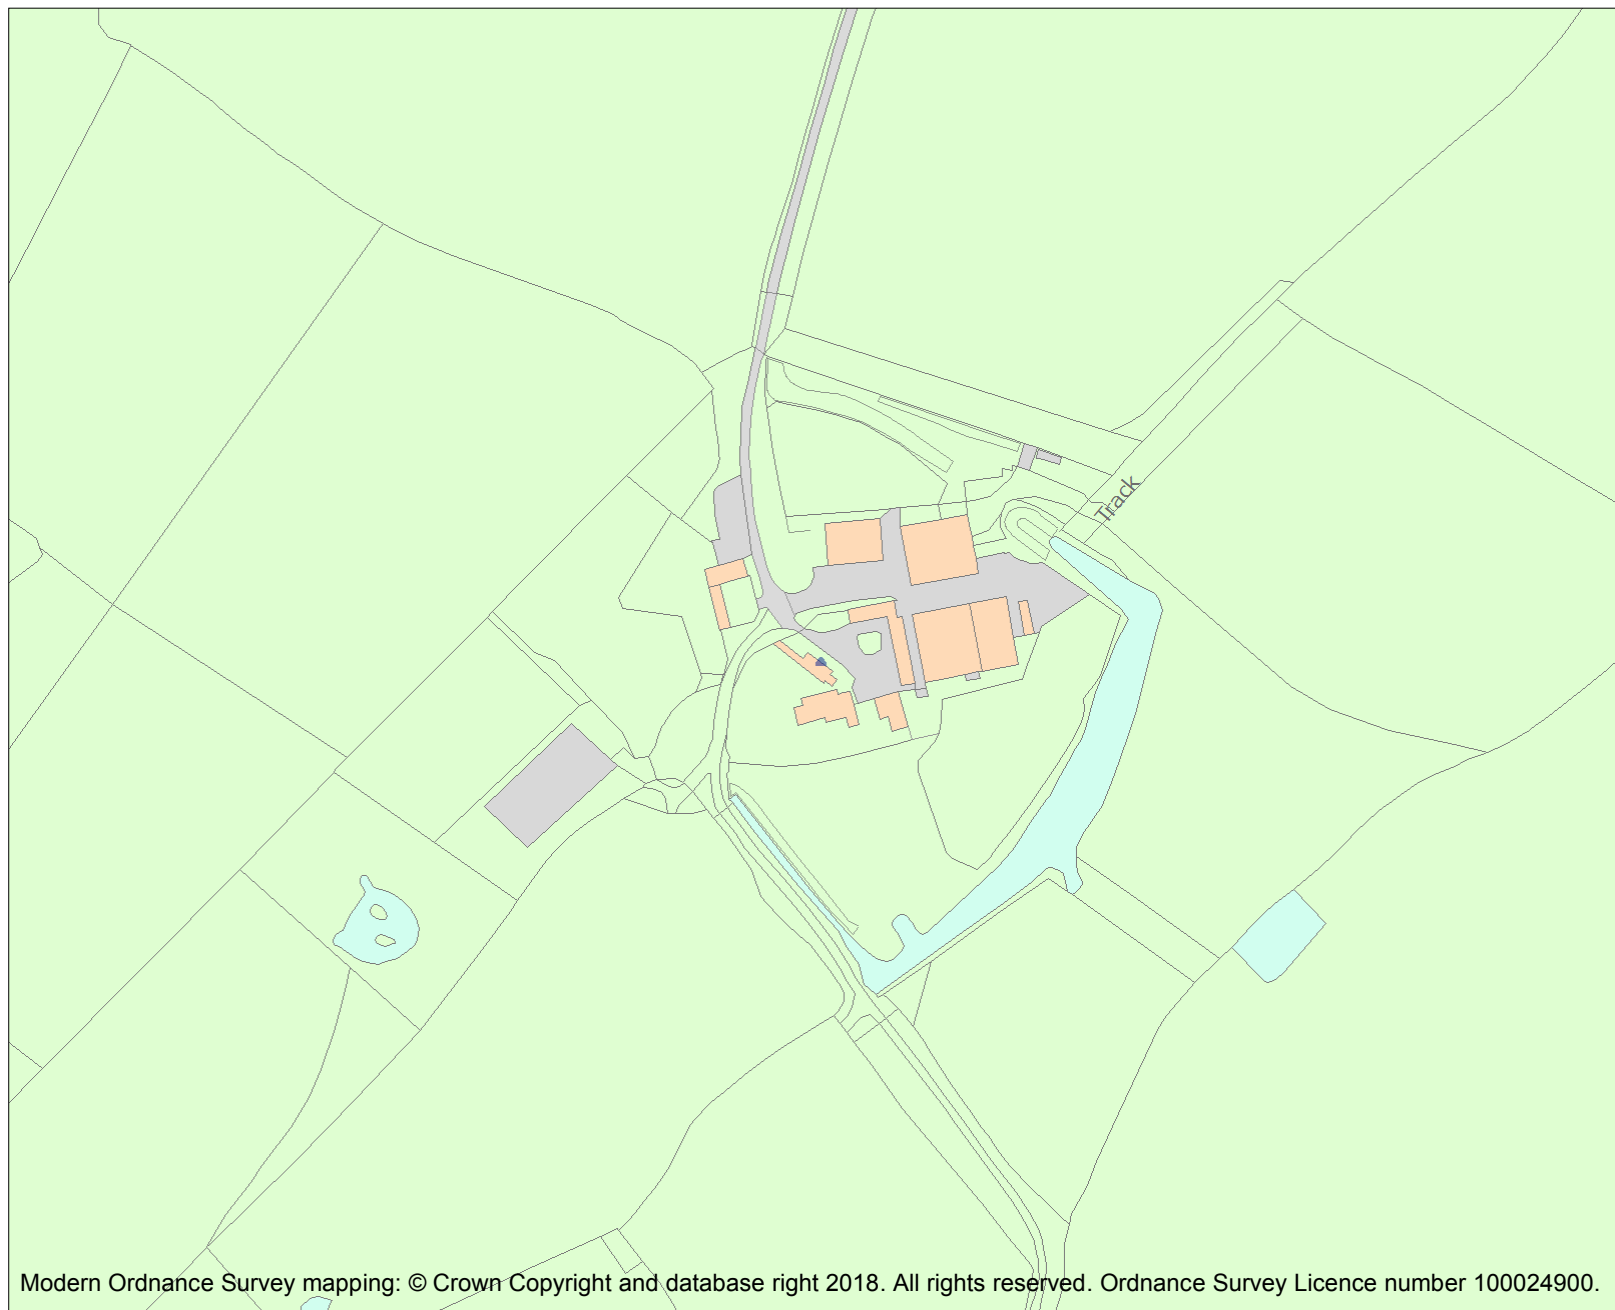 Track
Modern Ordnance Survey mapping: © Crown Copyright and database right 2018. All rights reserved. Ordnance Survey Licence number 100024900.